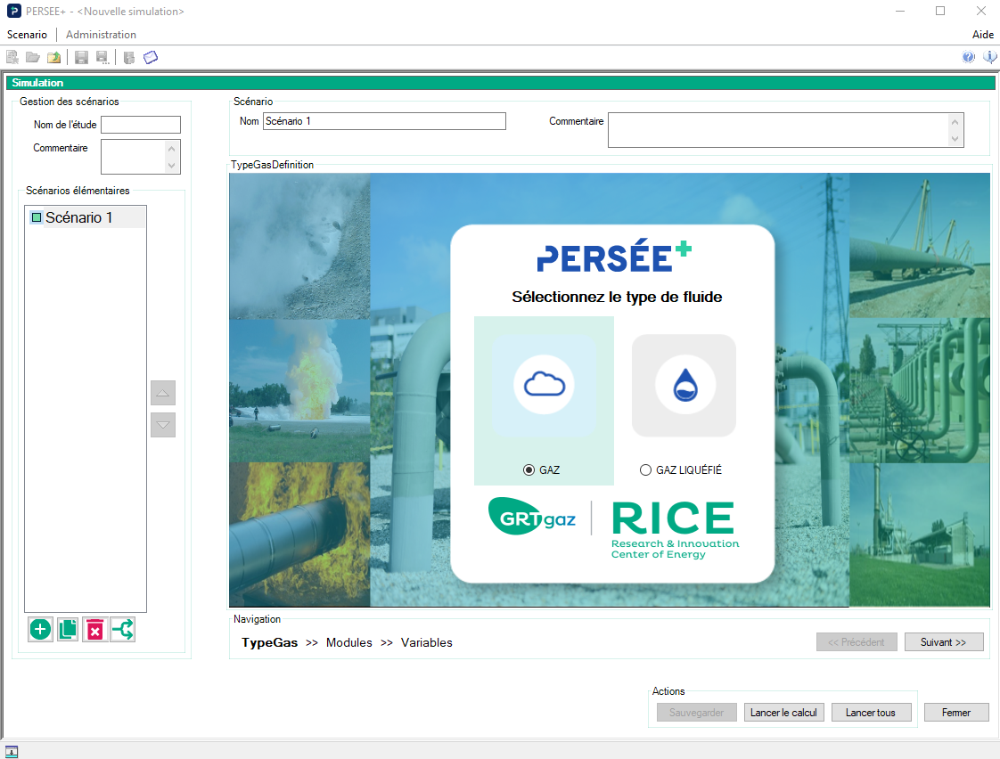 PERSEE+ - <Nouvelle simulation>
Scenario Administration Aide
Simulation
Gestion des scénarios
Nom de l'étude
Commentaire
Scénarios élémentaires
Scénario 1
Scénario
Nom Scénario 1 Commentaire
TypeGasDefinition
PERSÉE+
Sélectionnez le type de fluide
GAZ GAZ LIQUÉFIÉ
GRTgaz
RICE
Research & Innovation
Center of Energy
Navigation
TypeGas >> Modules >> Variables << Précédent Suivant >>
Actions
Sauvegarder Lancer le calcul Lancer tous Fermer